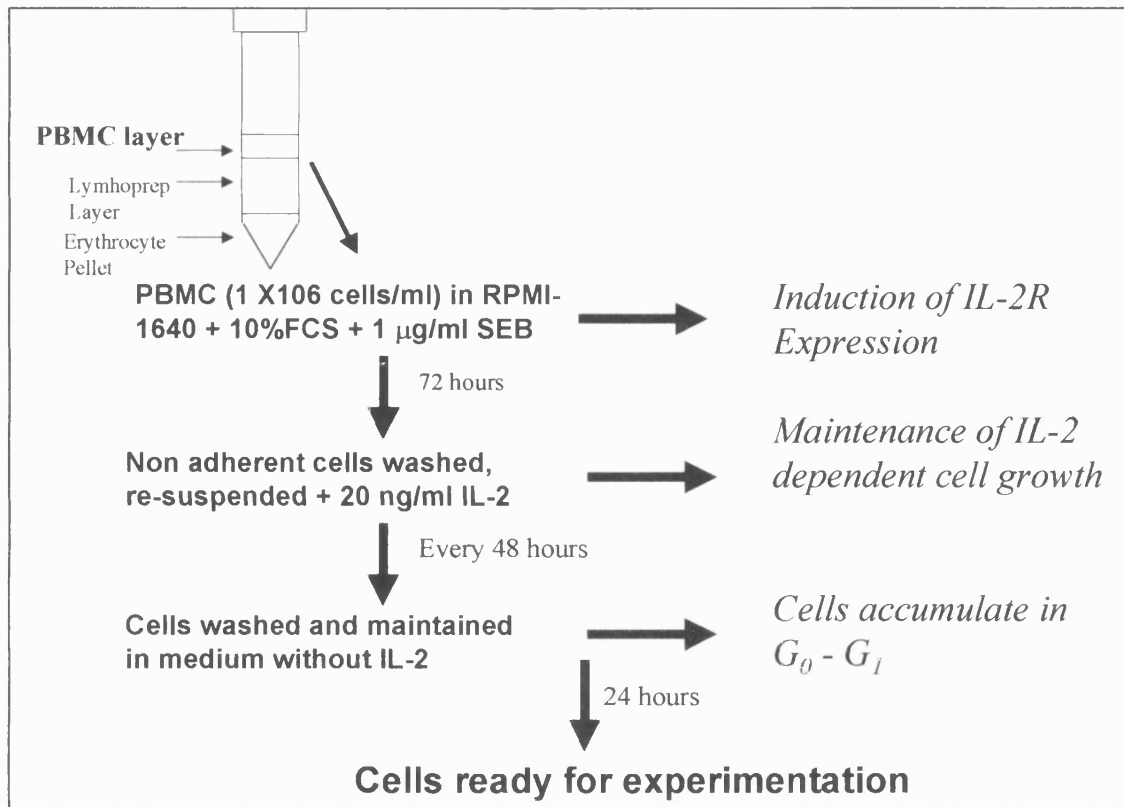 PBMC layer
Lymhoprep
Layer
Erythrocyte
Pellet
PBMC (1 X106 cells/ml) in RPMI-
1640 + 10%FCS + 1 μg/ml SEB
Induction of IL-2R
Expression
72 hours
Non adherent cells washed,
re-suspended + 20 ng/ml IL-2
Maintenance of IL-2
dependent cell growth
Every 48 hours
Cells washed and maintained
in medium without IL-2
Cells accumulate in
G₀ - G₁
24 hours
Cells ready for experimentation